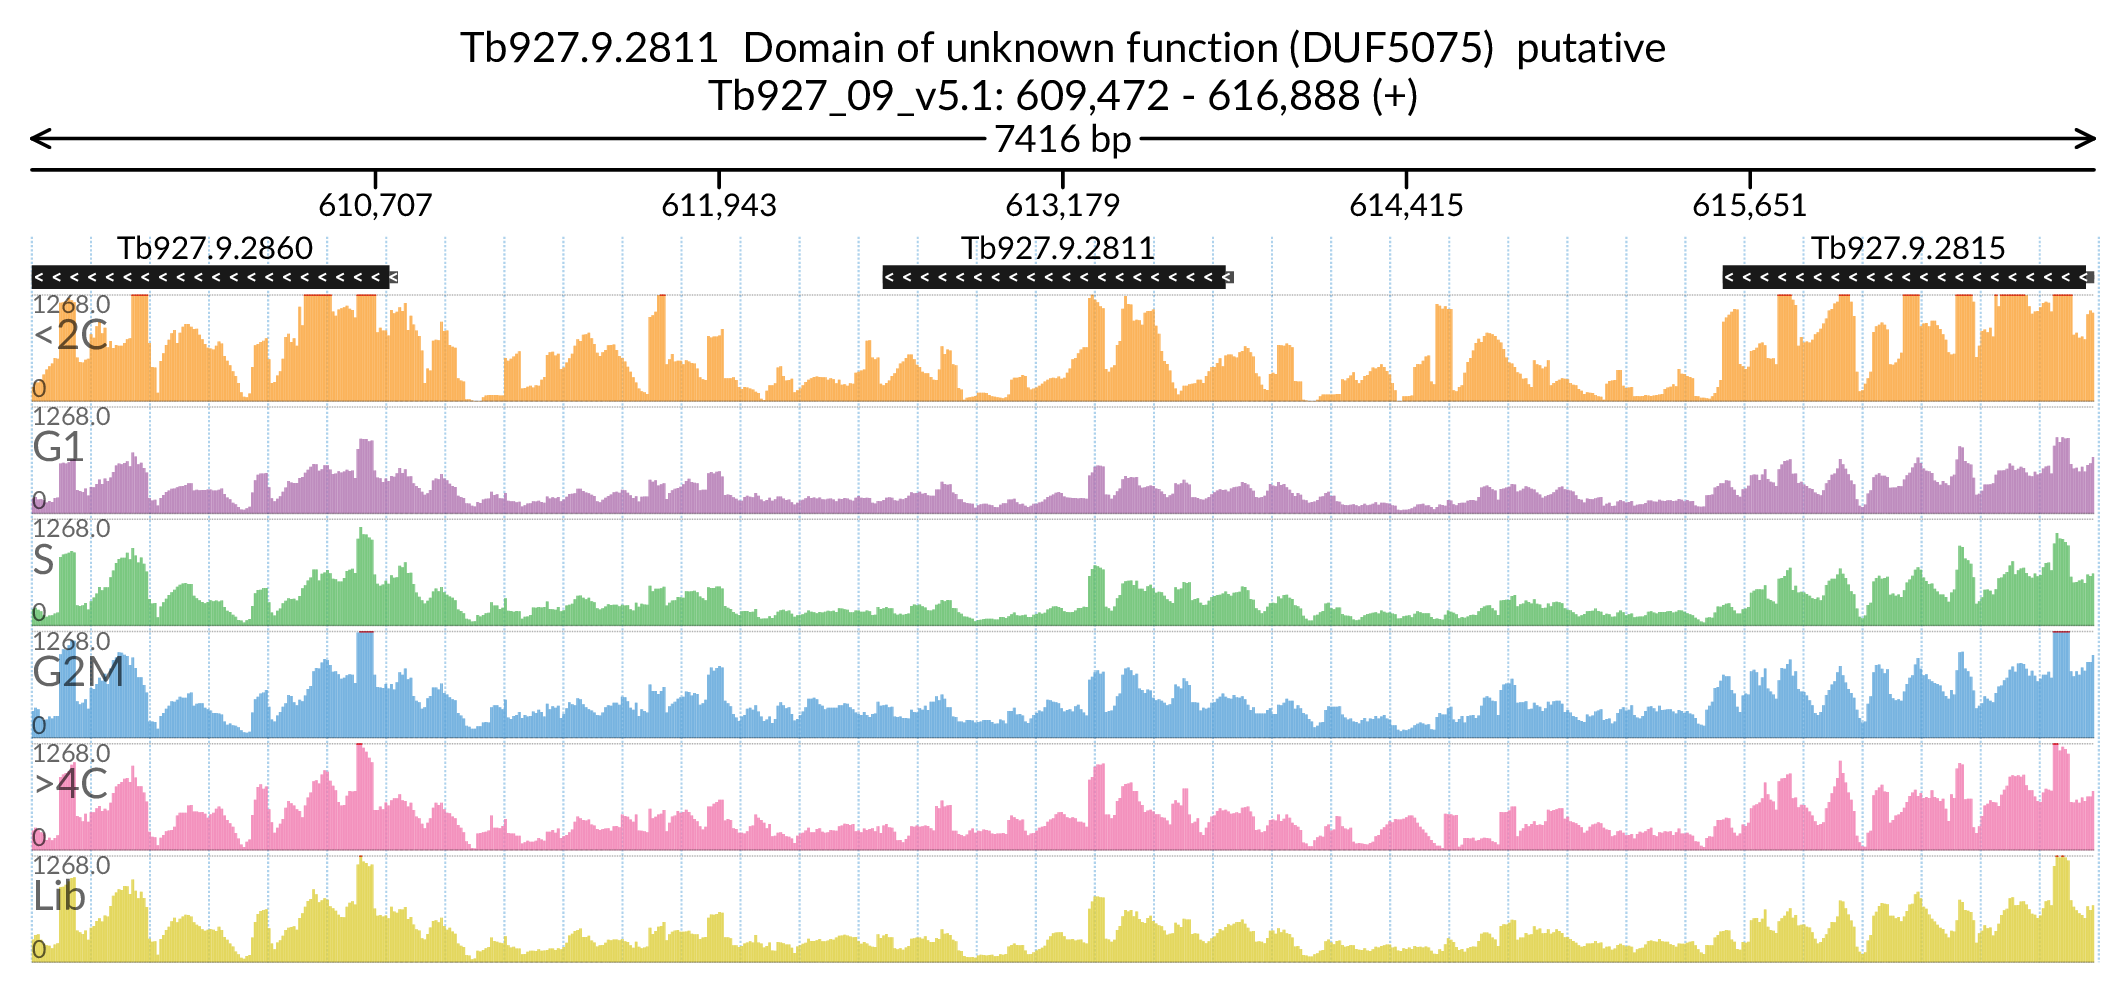 Tb927.9.2811 Domain of unknown function (DUF5075) putative
Tb927_09_v5.1: 609,472 - 616,888 (+)
7416 bp
610,707 611,943 613,179 614,415 615,651
Tb927.9.2860 Tb927.9.2811 Tb927.9.2815
1268.0
<2C
0
1268.0
G1
0
1268.0
S
0
1268.0
G2M
0
1268.0
>4C
0
1268.0
Lib
0